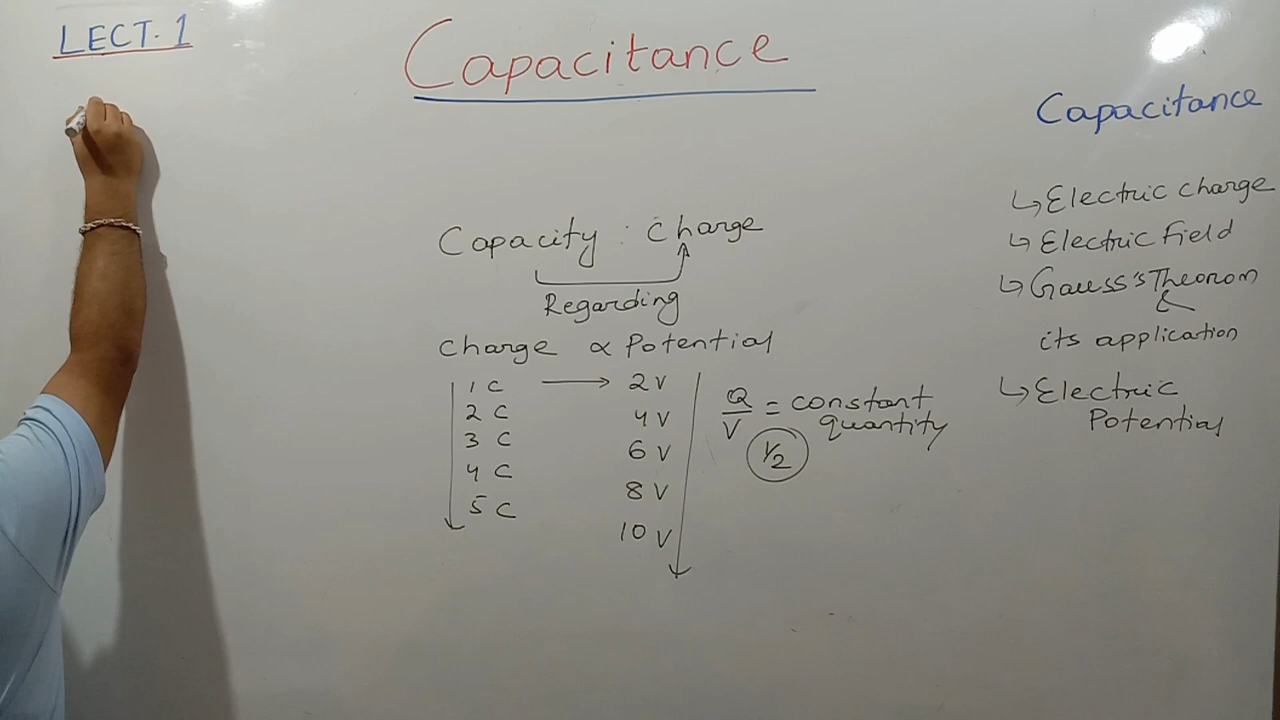 LECT. 1
Capacitance
Capacity : charge
Regarding
charge ∝ Potential
1 C → 2 V
2 C 4 V
3 C 6 V
4 C 8 V
5 C 10 V
Q/V = constant
quantity
1/2
Capacitance
↳ Electric charge
↳ Electric Field
↳ Gauss's Theorom
&
its application
↳ Electric
Potential